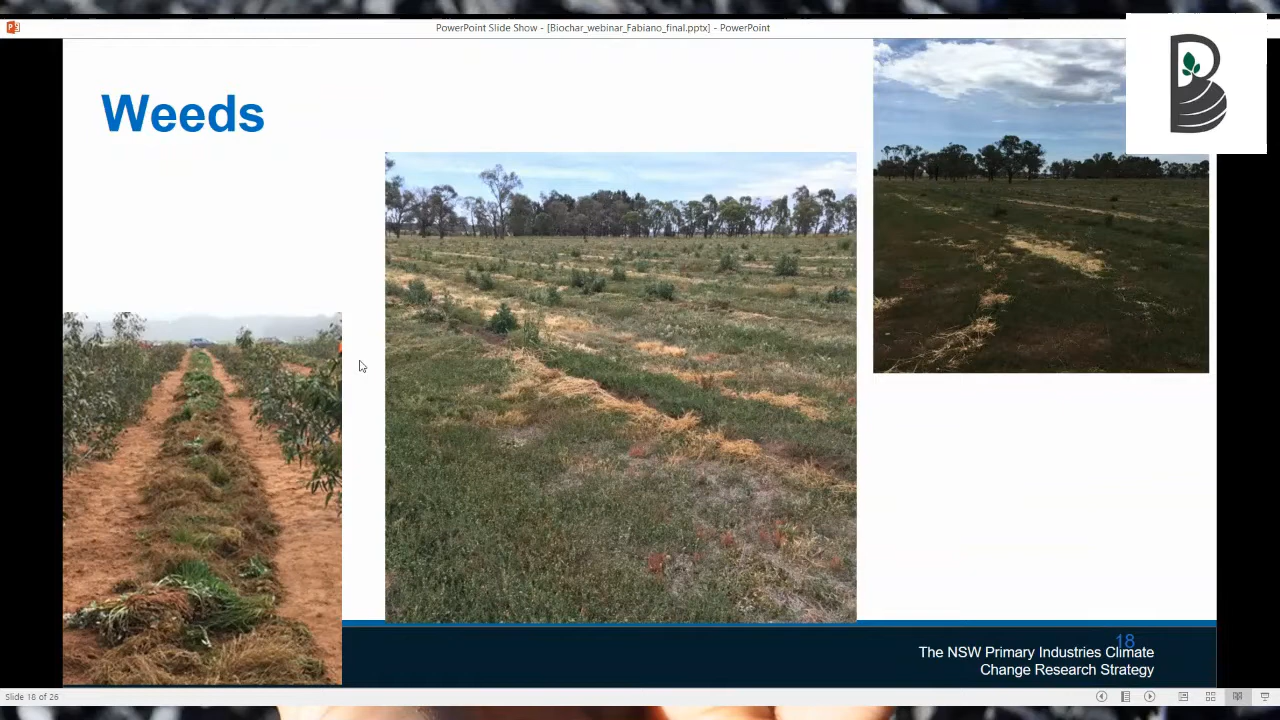 PowerPoint Slide Show - [Biochar_webinar_Fabiano_final.pptx] - PowerPoint
Weeds
18
The NSW Primary Industries Climate
Change Research Strategy
Slide 18 of 26